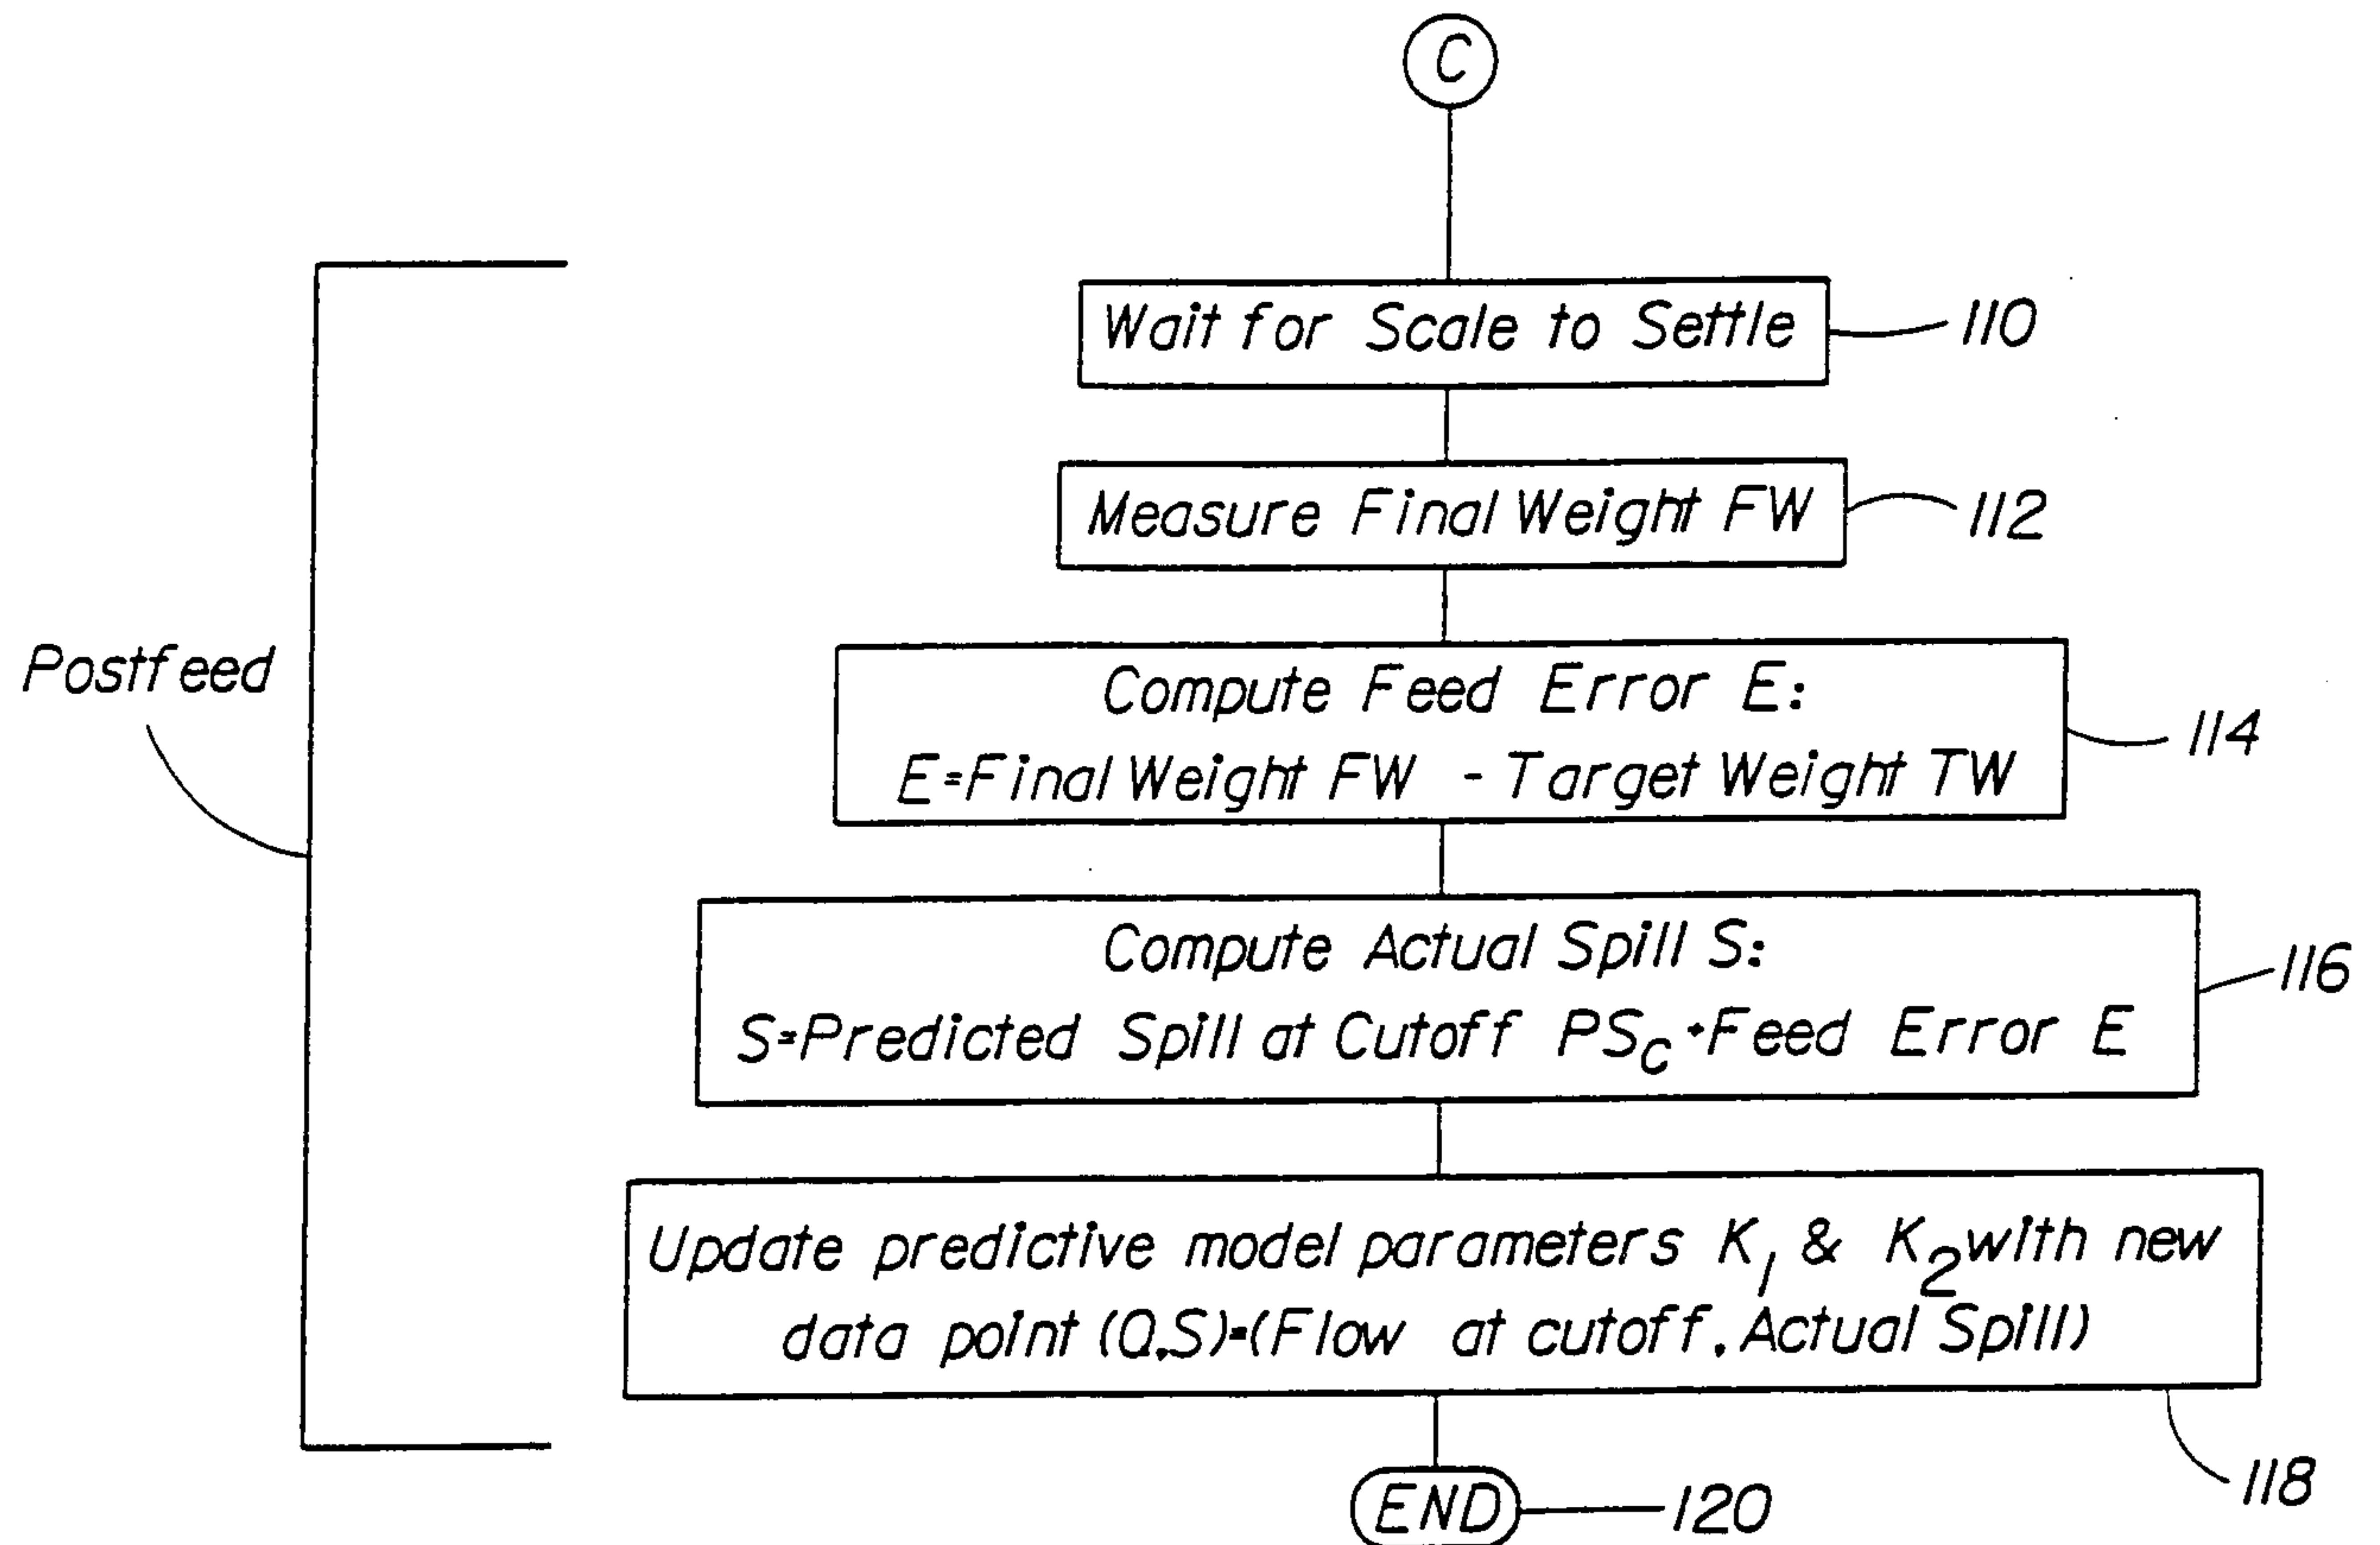 C
Wait for Scale to Settle
110
Measure Final Weight FW
112
Postfeed
Compute Feed Error E:
E=Final Weight FW - Target Weight TW
114
Compute Actual Spill S:
S=Predicted Spill at Cutoff PSC+Feed Error E
116
Update predictive model parameters K1 & K2 with new
data point (Q,S)=(Flow at cutoff, Actual Spill)
118
END
120